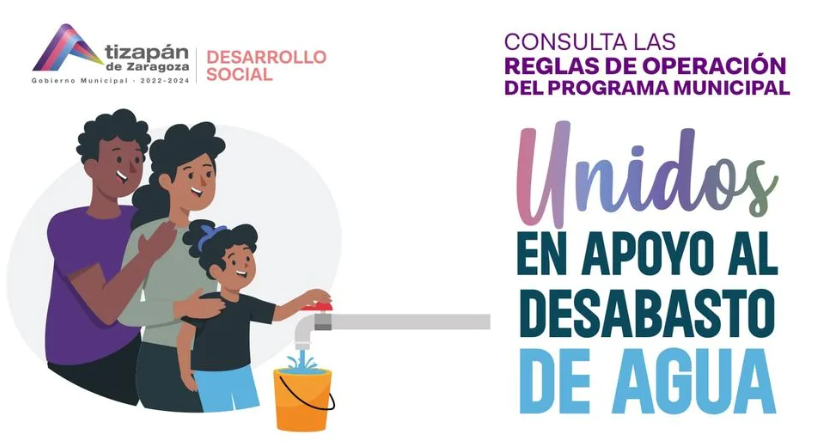 tizapán
de Zaragoza
Gobierno Municipal - 2022-2024
DESARROLLO
SOCIAL
CONSULTA LAS
REGLAS DE OPERACIÓN
DEL PROGRAMA MUNICIPAL
Unidos
EN APOYO AL
DESABASTO
DE AGUA